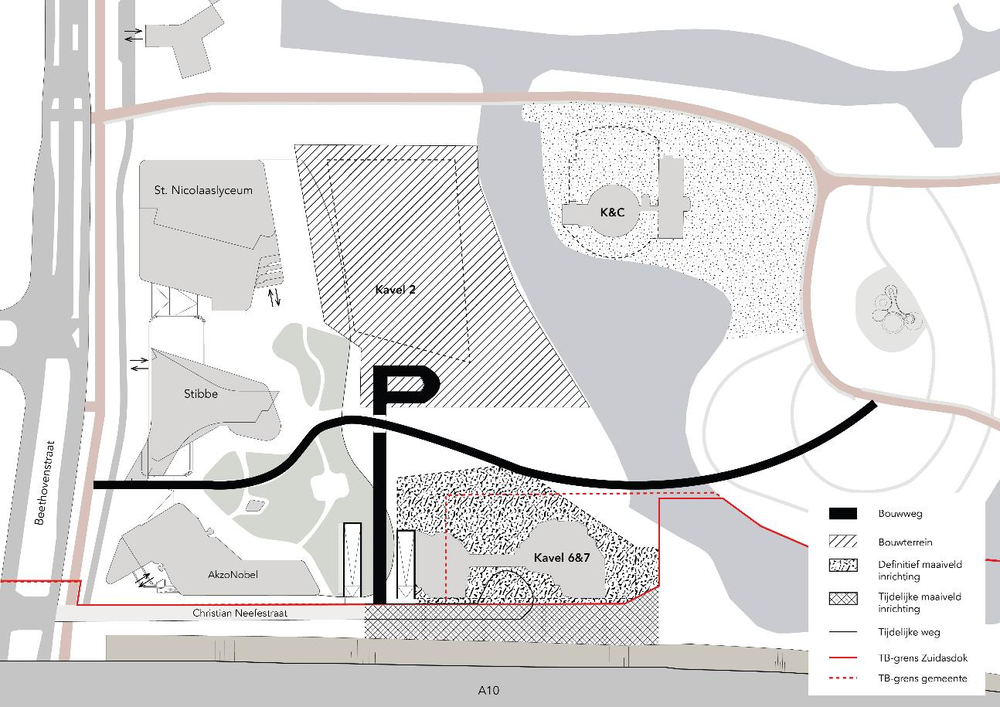 St. Nicolaaslyceum
K&C
Kavel 2
P
Stibbe
Beethovenstraat
Kavel 6&7
AkzoNobel
Christian Neefestraat
A10
Bouwweg
Bouwterrein
Definitief maaiveld
inrichting
Tijdelijke maaiveld
inrichting
Tijdelijke weg
TB-grens Zuidasdok
TB-grens gemeente